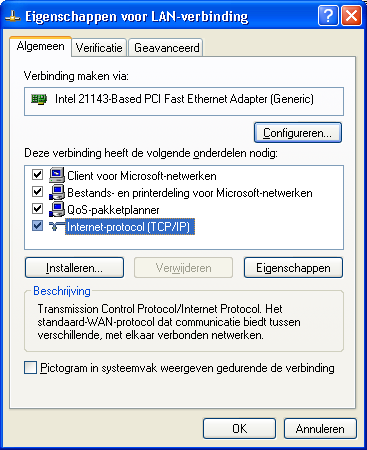 Eigenschappen voor LAN-verbinding
Algemeen Verificatie Geavanceerd
Verbinding maken via:
Intel 21143-Based PCI Fast Ethernet Adapter (Generic)
Configureren...
Deze verbinding heeft de volgende onderdelen nodig:
Client voor Microsoft-netwerken
Bestands- en printerdeling voor Microsoft-netwerken
QoS-pakketplanner
Internet-protocol (TCP/IP)
Installeren... Verwijderen Eigenschappen
Beschrijving
Transmission Control Protocol/Internet Protocol. Het
standaard-WAN-protocol dat communicatie biedt tussen
verschillende, met elkaar verbonden netwerken.
Pictogram in systeemvak weergeven gedurende de verbinding
OK Annuleren